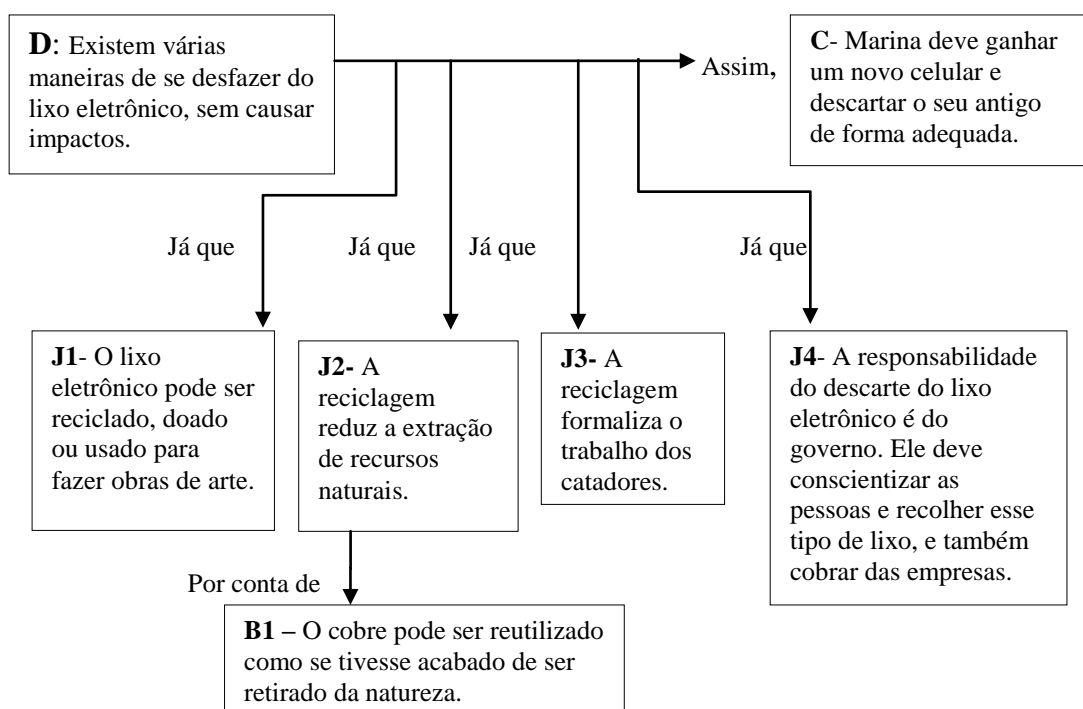 D: Existem várias
maneiras de se desfazer do
lixo eletrônico, sem causar
impactos.
Assim,
C- Marina deve ganhar
um novo celular e
descartar o seu antigo
de forma adequada.
Já que
Já que
Já que
Já que
J1- O lixo
eletrônico pode ser
reciclado, doado
ou usado para
fazer obras de arte.
J2- A
reciclagem
reduz a extração
de recursos
naturais.
J3- A
reciclagem
formaliza o
trabalho dos
catadores.
J4- A responsabilidade
do descarte do lixo
eletrônico é do
governo. Ele deve
conscientizar as
pessoas e recolher esse
tipo de lixo, e também
cobrar das empresas.
Por conta de
B1 – O cobre pode ser reutilizado
como se tivesse acabado de ser
retirado da natureza.